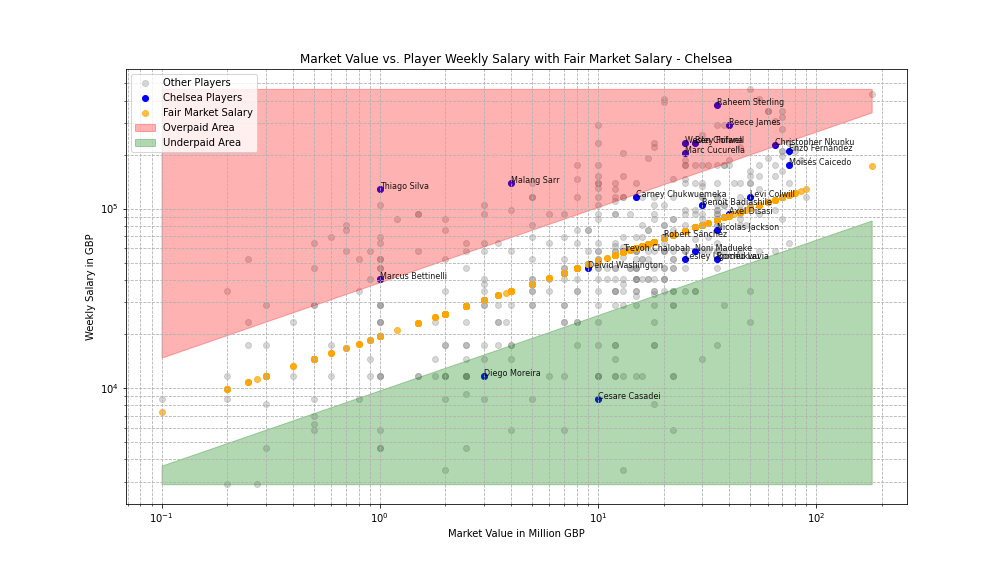 Market Value vs. Player Weekly Salary with Fair Market Salary - Chelsea
Other Players
Chelsea Players
Fair Market Salary
Overpaid Area
Underpaid Area
Raheem Sterling
Reece James
Marc Cucurella
Christopher Nkunku
Enzo Fernández
Moisés Caicedo
Malang Sarr
Thiago Silva
Carney Chukwuemeka
Levi Colwill
Benoît Badiashile
Axel Disasi
Nicolas Jackson
Robert Sánchez
Trevoh Chalobah
Noni Madueke
Deivid Washington
Marcus Bettinelli
Diego Moreira
Cesare Casadei
10⁵
10⁴
Weekly Salary in GBP
10⁻¹
10⁰
10¹
10²
Market Value in Million GBP